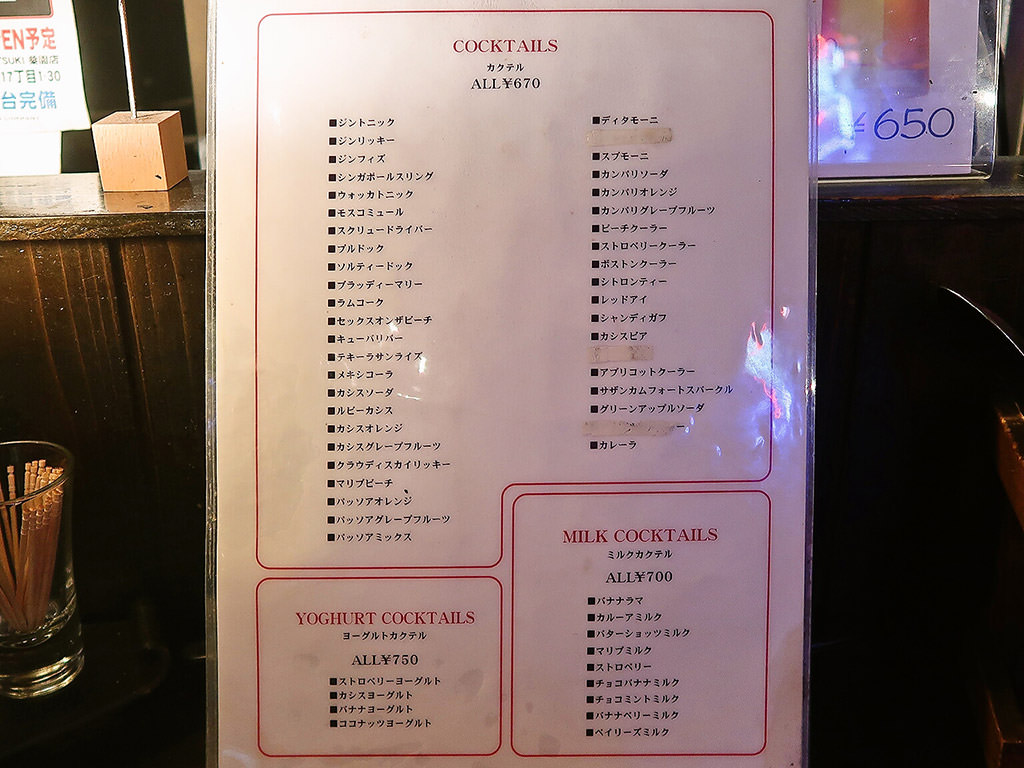 EN予定
TSUKI 桑園店
17丁目1-30
台完備
¥650
COCKTAILS
カクテル
ALL¥670
■ジントニック
■ジンリッキー
■ジンフィズ
■シンガポールスリング
■ウォッカトニック
■モスコミュール
■スクリュードライバー
■ブルドック
■ソルティードック
■ブラッディーマリー
■ラムコーク
■セックスオンザビーチ
■キューバリバー
■テキーラサンライズ
■メキシコーラ
■カシスソーダ
■ルビーカシス
■カシスオレンジ
■カシスグレープフルーツ
■クラウディスカイリッキー
■マリブピーチ
■パッソアオレンジ
■パッソアグレープフルーツ
■パッソアミックス
■ディタモーニ
■スプモーニ
■カンパリソーダ
■カンパリオレンジ
■カンパリグレープフルーツ
■ピーチクーラー
■ストロベリークーラー
■ボストンクーラー
■シトロンティー
■レッドアイ
■シャンディガフ
■カシスビア
■アプリコットクーラー
■サザンカムフォートスパークル
■グリーンアップルソーダ
■カレーラ
YOGHURT COCKTAILS
ヨーグルトカクテル
ALL¥750
■ストロベリーヨーグルト
■カシスヨーグルト
■バナナヨーグルト
■ココナッツヨーグルト
MILK COCKTAILS
ミルクカクテル
ALL¥700
■バナナラマ
■カルーアミルク
■バターショッツミルク
■マリブミルク
■ストロベリー
■チョコバナナミルク
■チョコミントミルク
■バナナベリーミルク
■ベイリーズミルク